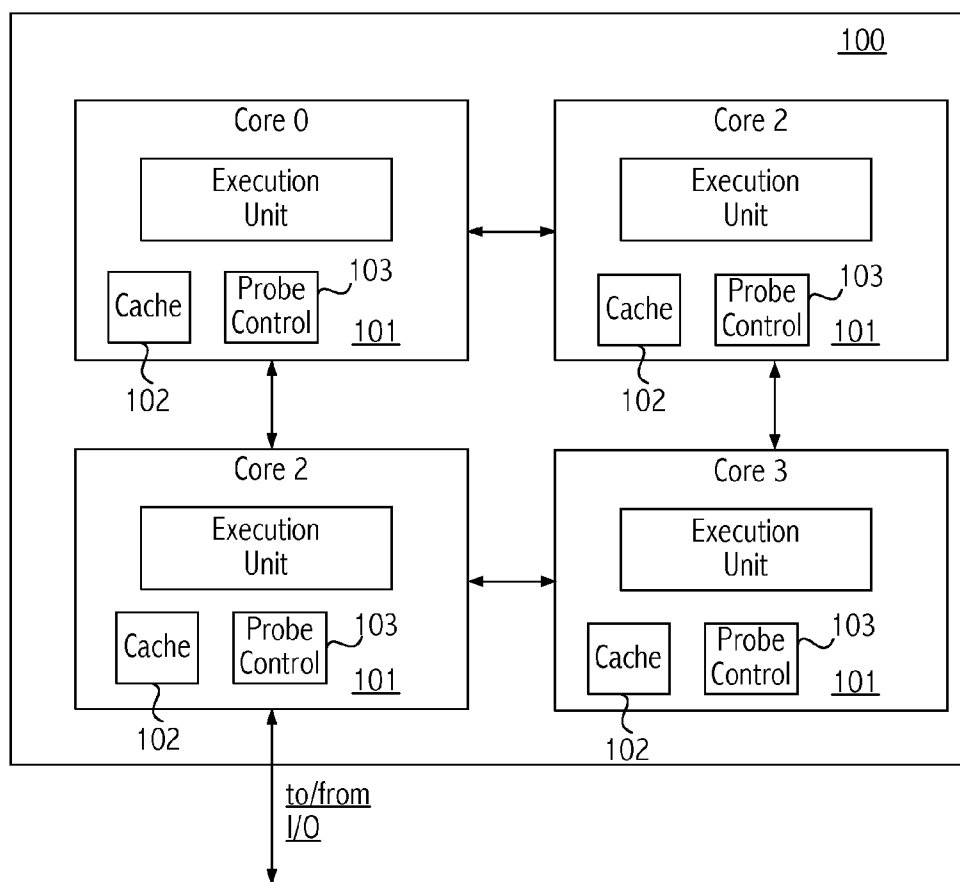 100
Core 0
Execution
Unit
Cache
Probe
Control
103
101
102
Core 2
Execution
Unit
Cache
Probe
Control
103
101
102
Core 2
Execution
Unit
Cache
Probe
Control
103
101
102
Core 3
Execution
Unit
Cache
Probe
Control
103
101
102
to/from
I/O